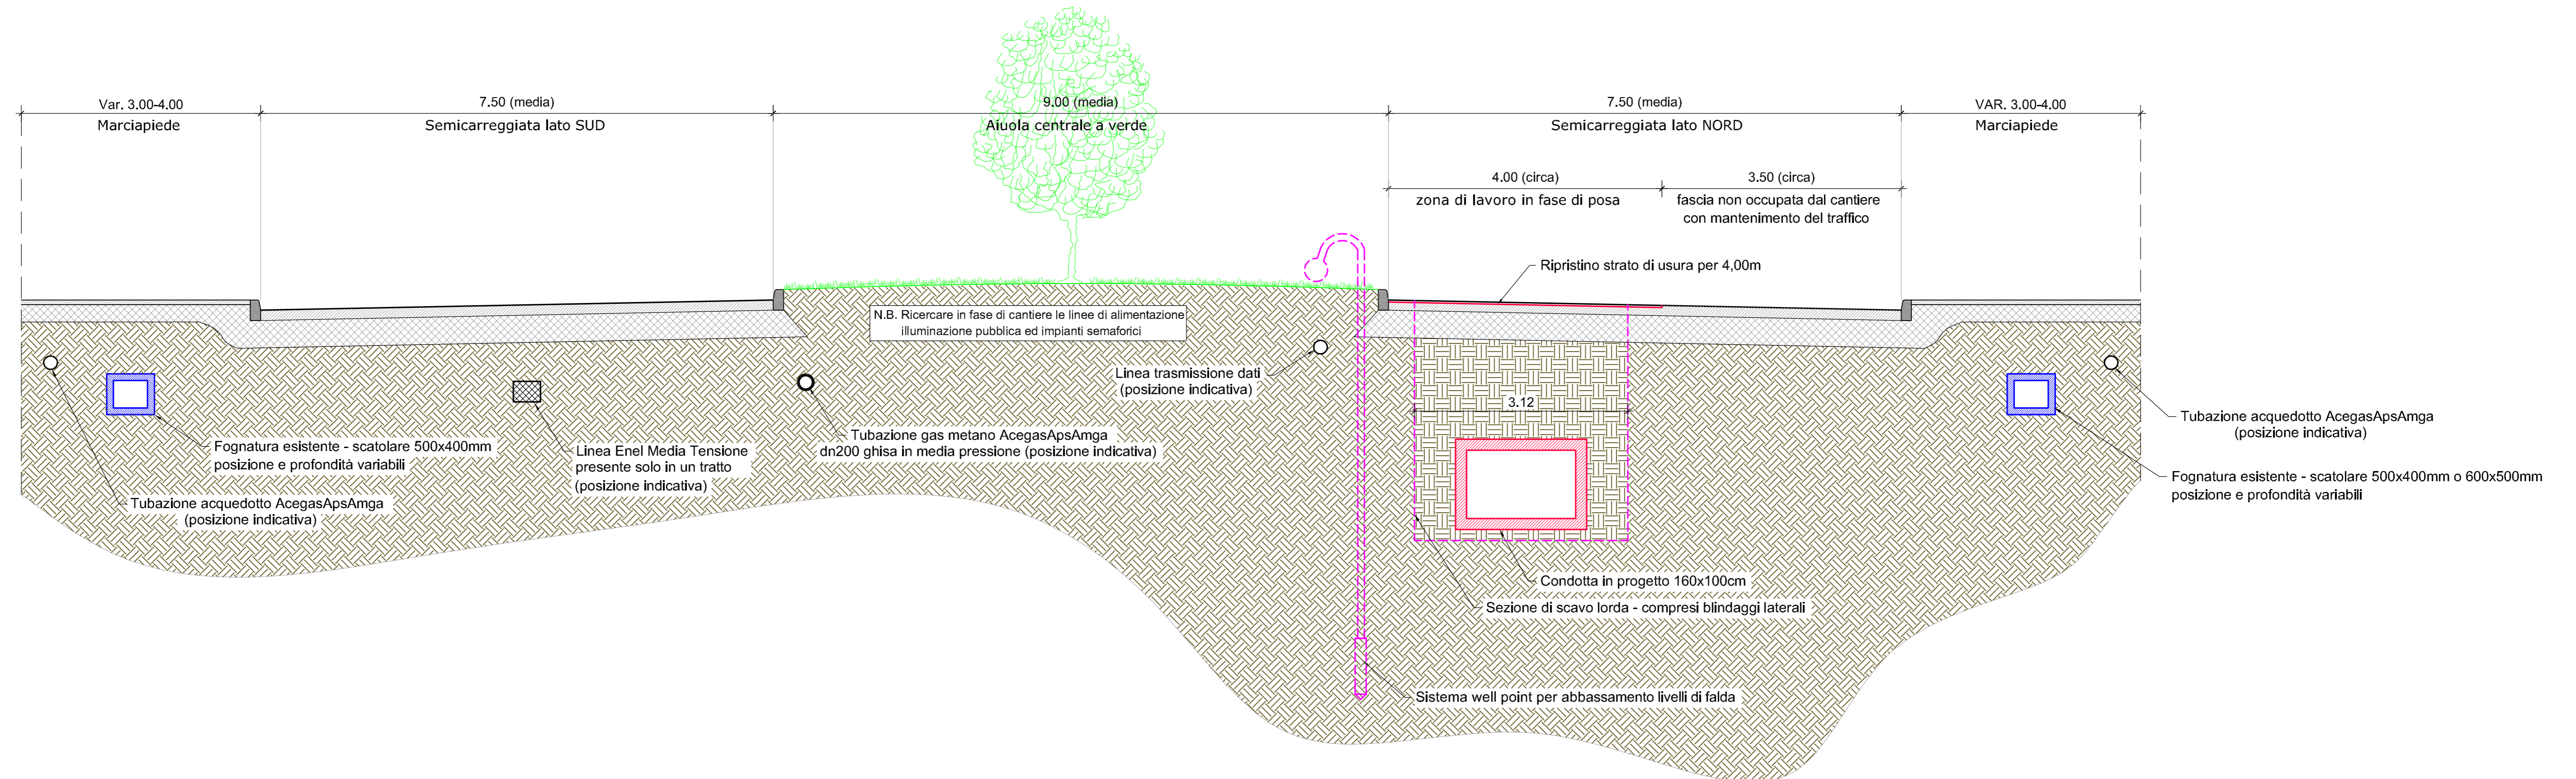 Var. 3.00-4.00
Marciapiede
7.50 (media)
Semicarreggiata lato SUD
9.00 (media)
Aiuola centrale a verde
7.50 (media)
Semicarreggiata lato NORD
VAR. 3.00-4.00
Marciapiede
4.00 (circa)
zona di lavoro in fase di posa
3.50 (circa)
fascia non occupata dal cantiere
con mantenimento del traffico
Ripristino strato di usura per 4,00m
N.B. Ricercare in fase di cantiere le linee di alimentazione
illuminazione pubblica ed impianti semaforici
Linea trasmissione dati
(posizione indicativa)
3.12
Tubazione acquedotto AcegasApsAmga
(posizione indicativa)
Fognatura esistente - scatolare 500x400mm
posizione e profondità variabili
Linea Enel Media Tensione
presente solo in un tratto
(posizione indicativa)
Tubazione gas metano AcegasApsAmga
dn200 ghisa in media pressione (posizione indicativa)
Fognatura esistente - scatolare 500x400mm o 600x500mm
posizione e profondità variabili
Tubazione acquedotto AcegasApsAmga
(posizione indicativa)
Condotta in progetto 160x100cm
Sezione di scavo lorda - compresi blindaggi laterali
Sistema well point per abbassamento livelli di falda